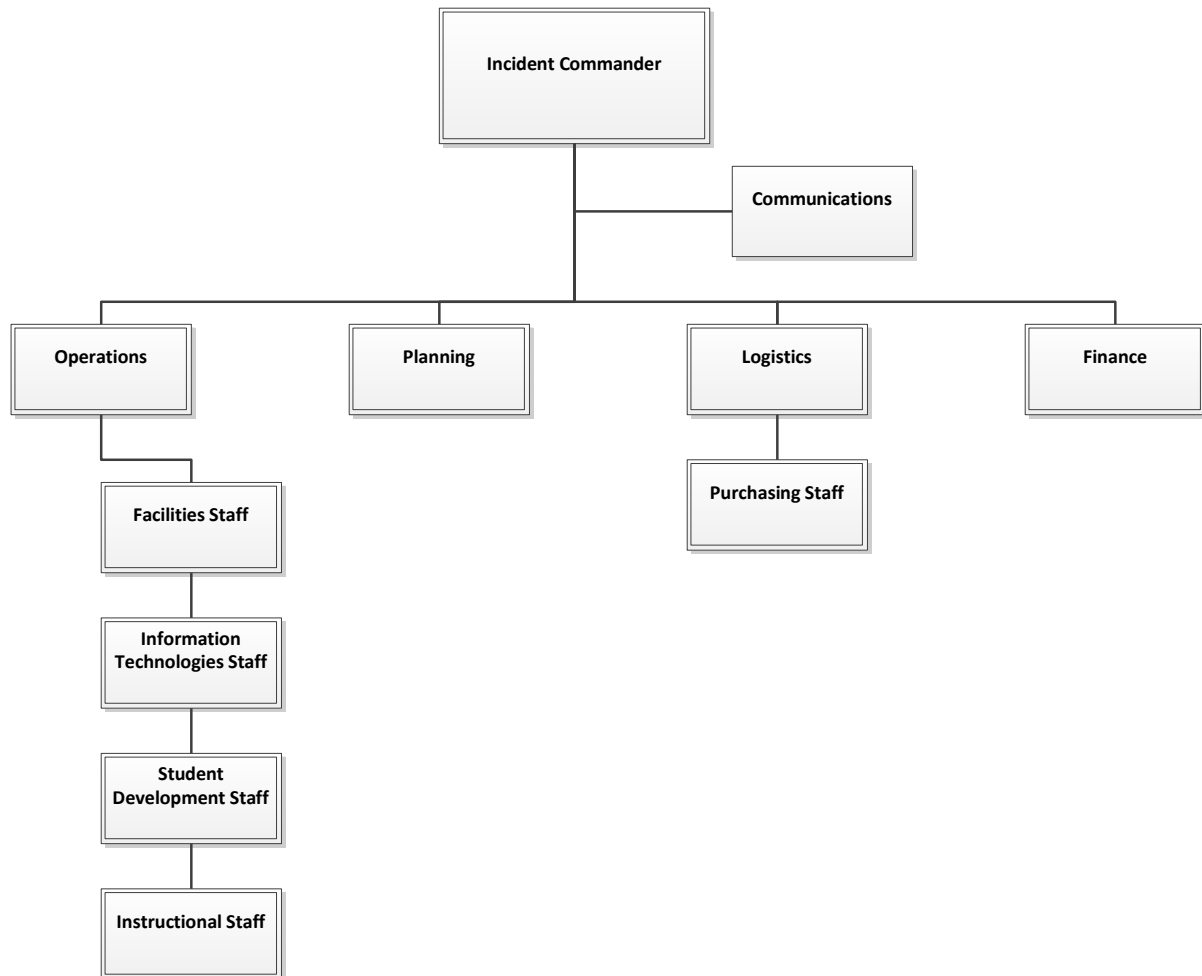 Incident Commander
Communications
Operations
Planning
Logistics
Finance
Facilities Staff
Purchasing Staff
Information
Technologies Staff
Student
Development Staff
Instructional Staff